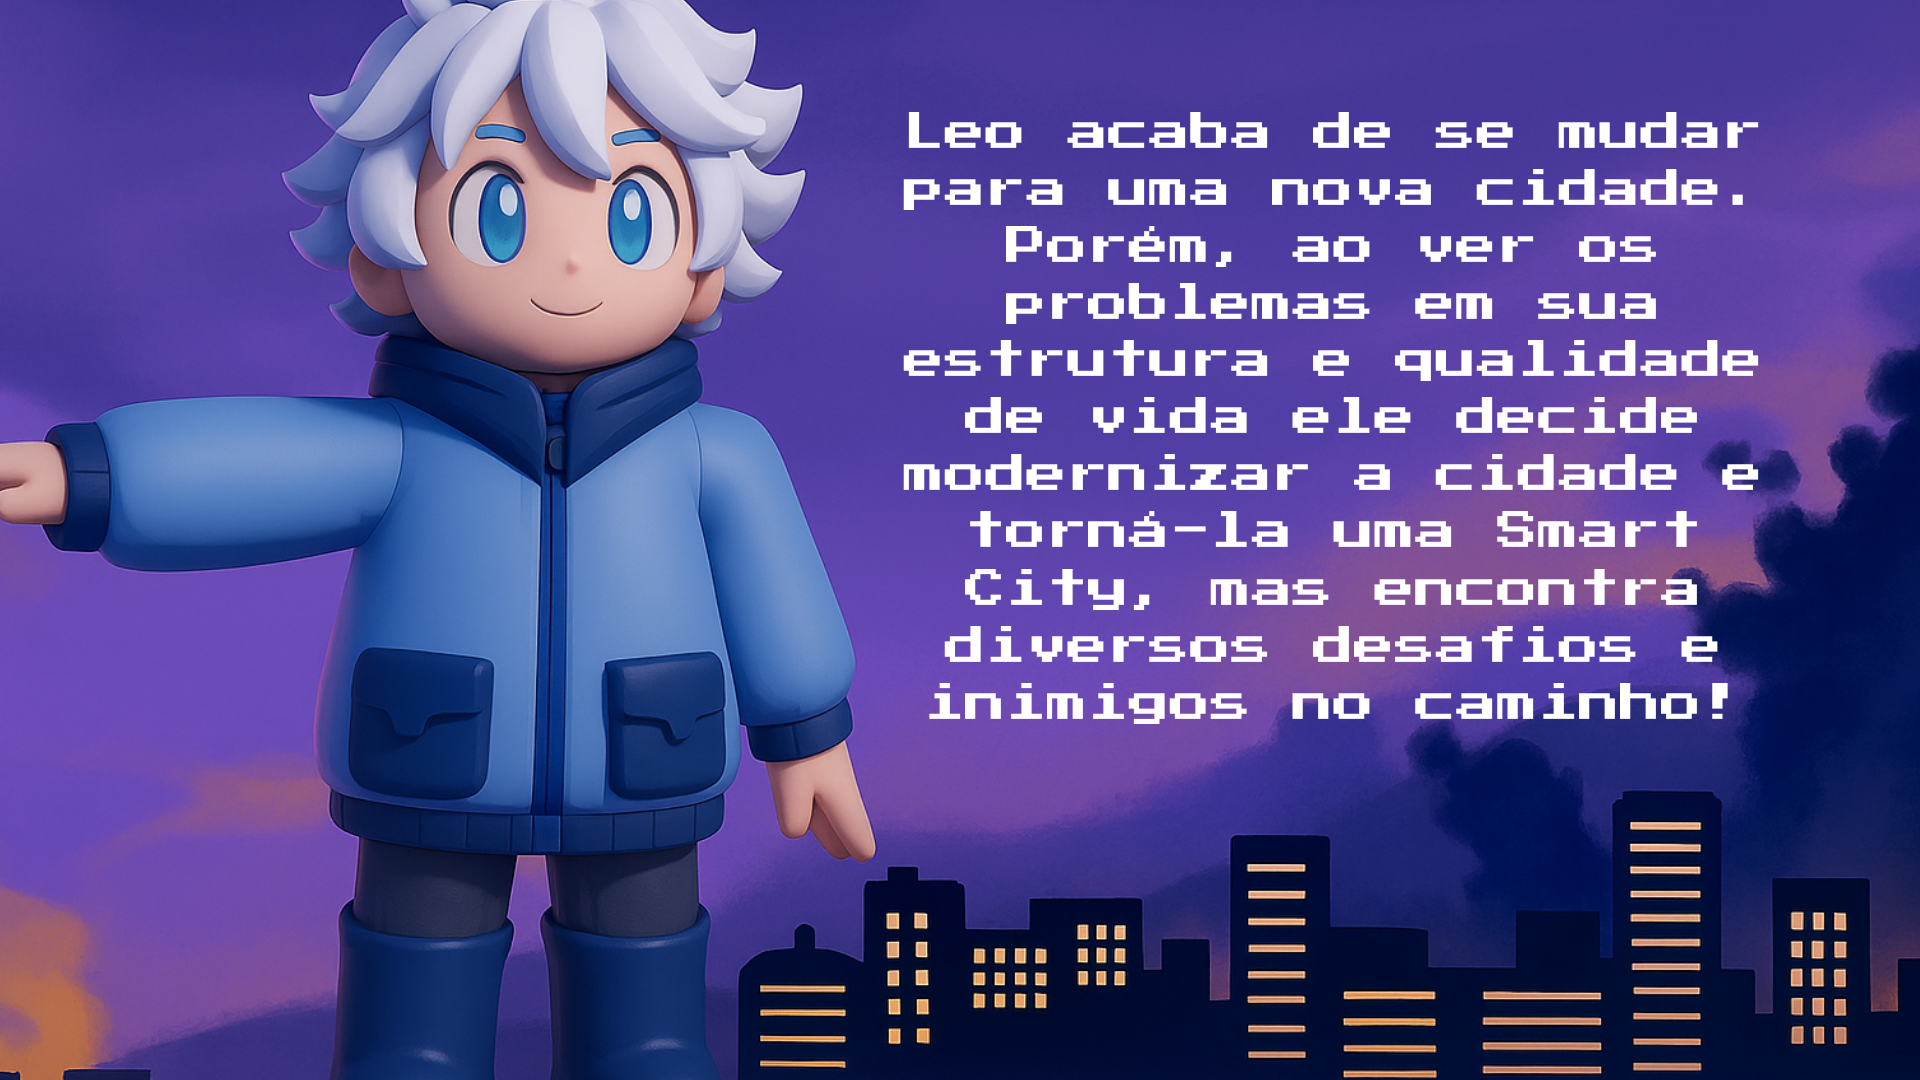 Leo acaba de se mudar
para uma nova cidade.
Porém, ao ver os
problemas em sua
estrutura e qualidade
de vida ele decide
modernizar a cidade e
torná-la uma Smart
City, mas encontra
diversos desafios e
inimigos no caminho!